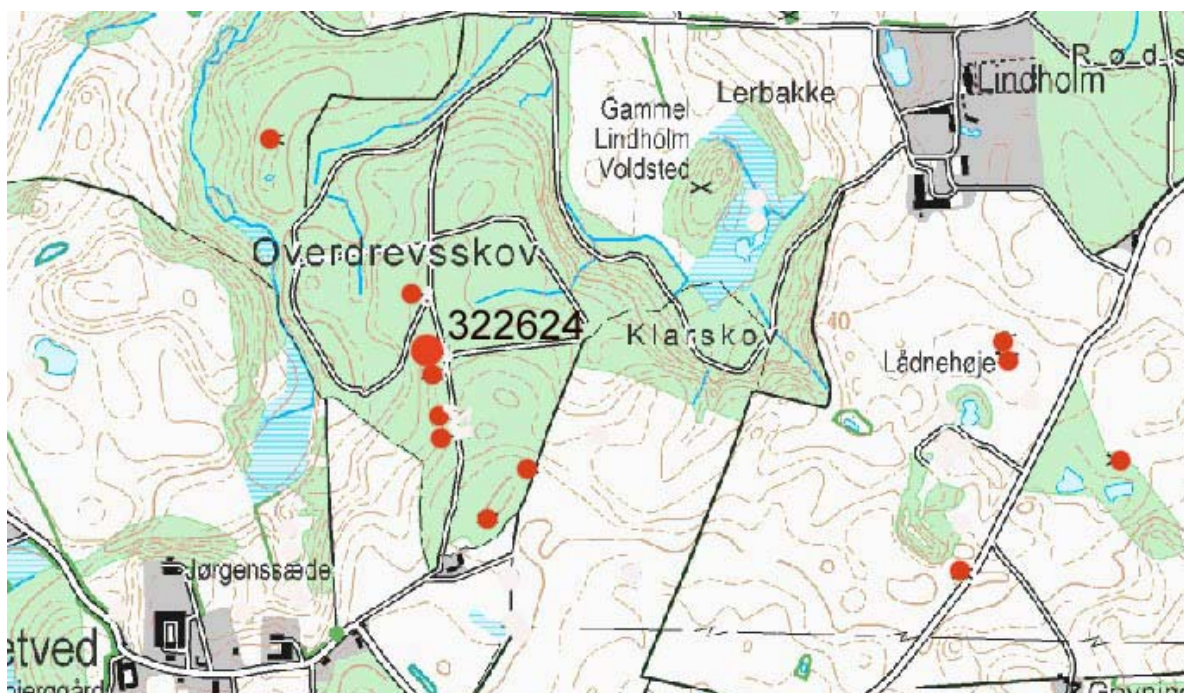 R ø d s
Lindholm
Lerbakke
Gammel
Lindholm
Voldsted
Overdrevsskov
322624
Klarskov
40
Lådnehøje
Jørgenssæde
etved